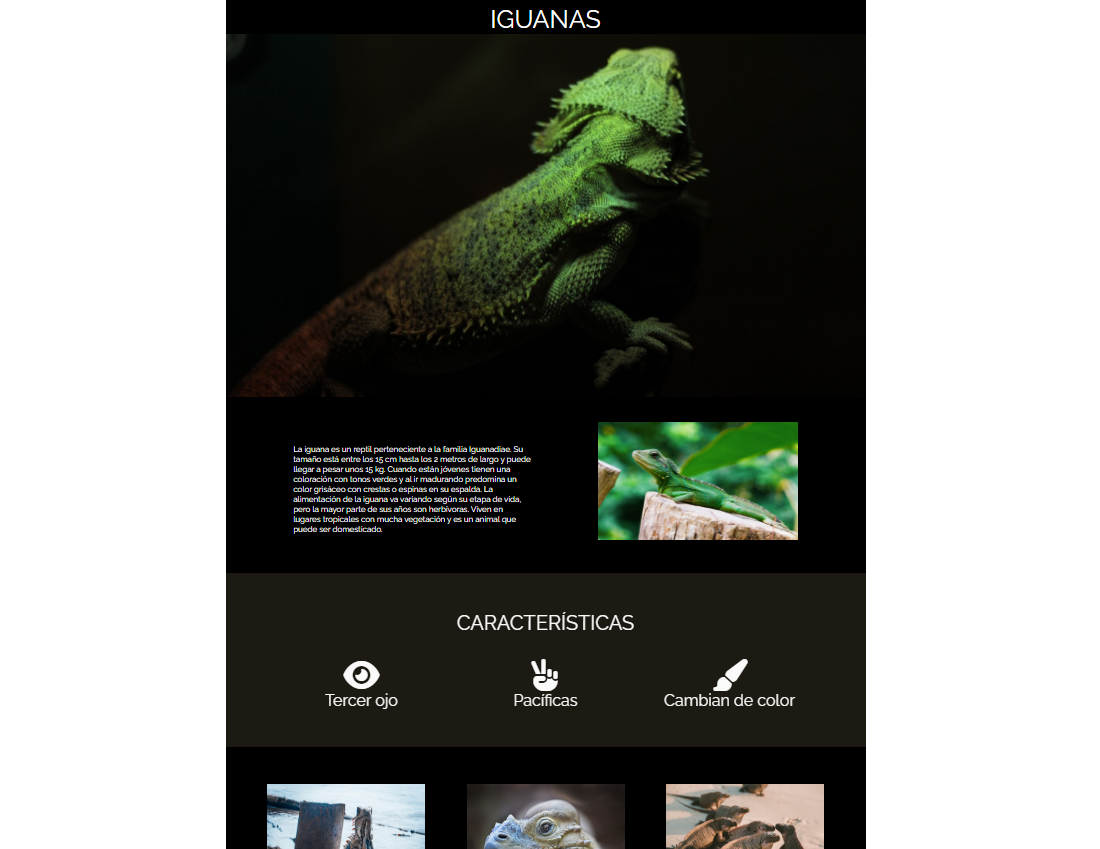 IGUANAS
La iguana es un reptil perteneciente a la familia Iguanadiae. Su
tamaño está entre los 15 cm hasta los 2 metros de largo y puede
llegar a pesar unos 15 kg. Cuando están jóvenes tienen una
coloración con tonos verdes y al ir madurando predomina un
color grisáceo con crestas o espinas en su espalda. La
alimentación de la iguana va variando según su etapa de vida,
pero la mayor parte de sus años son herbívoras. Viven en
lugares tropicales con mucha vegetación y es un animal que
puede ser domesticado.
CARACTERÍSTICAS
Tercer ojo
Pacíficas
Cambian de color